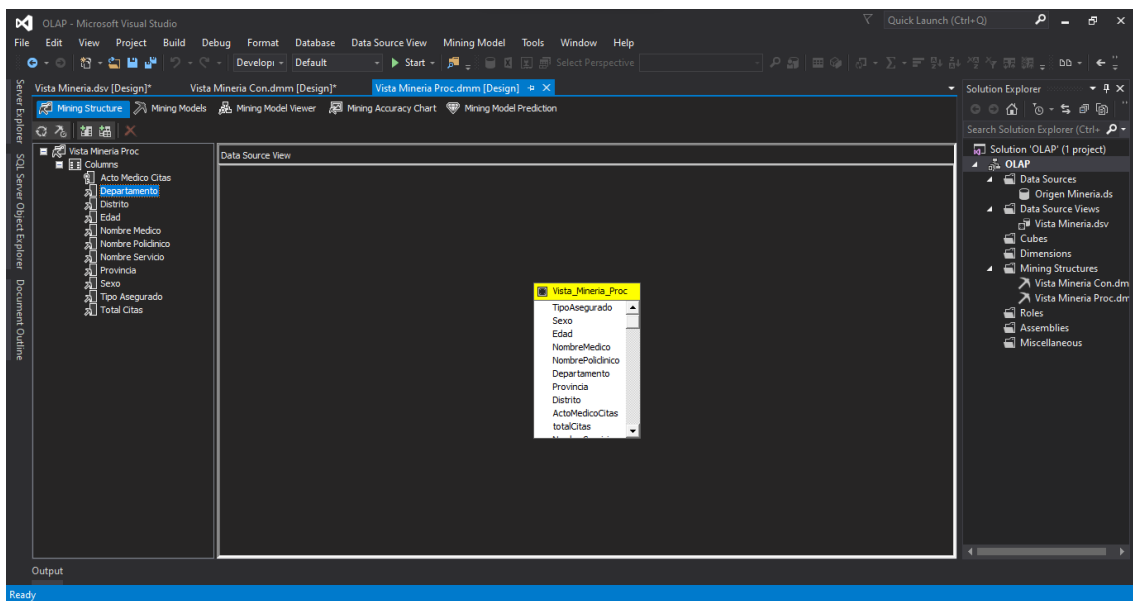 OLAP - Microsoft Visual Studio
Quick Launch (Ctrl+Q)
File Edit View Project Build Debug Format Database Data Source View Mining Model Tools Window Help
Developi Default Start Select Perspective
Server Explorer
SQL Server Object Explorer
Document Outline
Vista Mineria.dsv [Design]* Vista Mineria Con.dmm [Design]* Vista Mineria Proc.dmm [Design]
Mining Structure Mining Models Mining Model Viewer Mining Accuracy Chart Mining Model Prediction
Vista Mineria Proc
Columns
Acto Medico Citas
Departamento
Distrito
Edad
Nombre Medico
Nombre Policlinico
Nombre Servicio
Provincia
Sexo
Tipo Asegurado
Total Citas
Data Source View
Vista_Mineria_Proc
TipoAsegurado
Sexo
Edad
NombreMedico
NombrePoliclinico
Departamento
Provincia
Distrito
ActoMedicoCitas
totalCitas
Solution Explorer
Search Solution Explorer (Ctrl+
Solution 'OLAP' (1 project)
OLAP
Data Sources
Origen Mineria.ds
Data Source Views
Vista Mineria.dsv
Cubes
Dimensions
Mining Structures
Vista Mineria Con.dm
Vista Mineria Proc.dm
Roles
Assemblies
Miscellaneous
Output
Ready